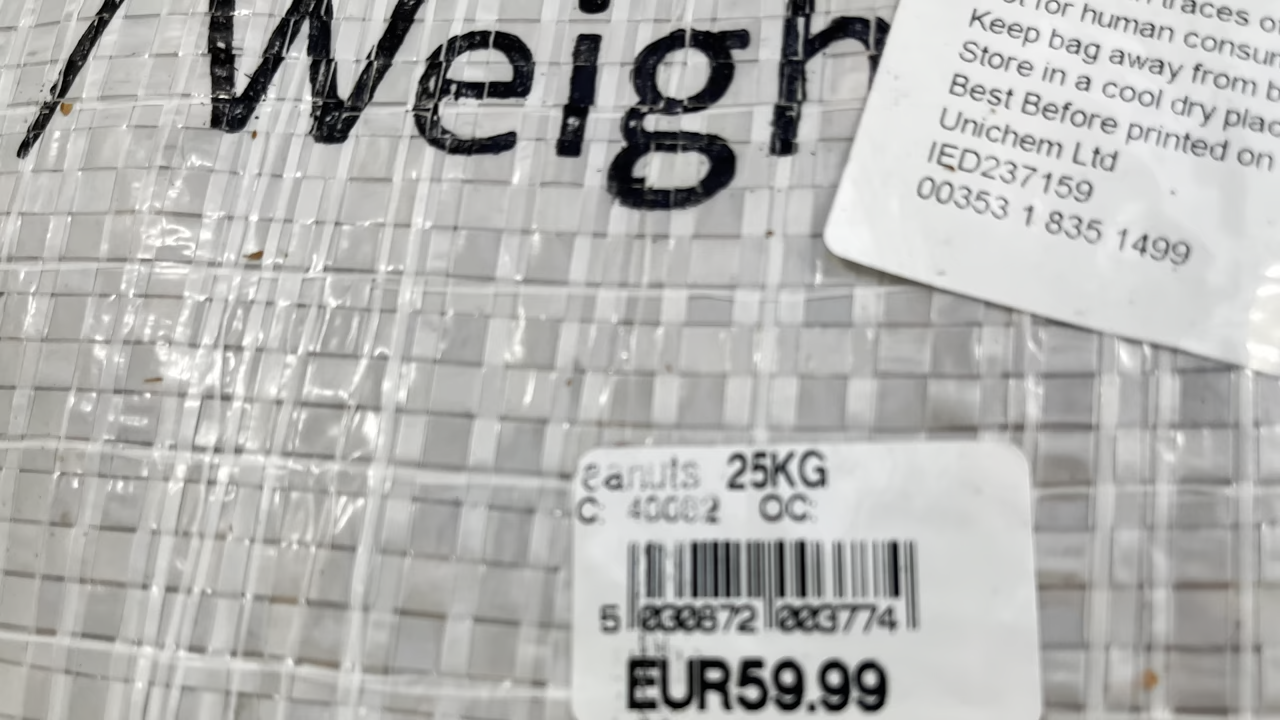 / Weigh
traces o
for human consum
Keep bag away from b
Store in a cool dry plac
Best Before printed on
Unichem Ltd
IED237159
00353 1 835 1499
eanuts 25KG
C: 40082 OC:
5 030872 003774
EUR59.99